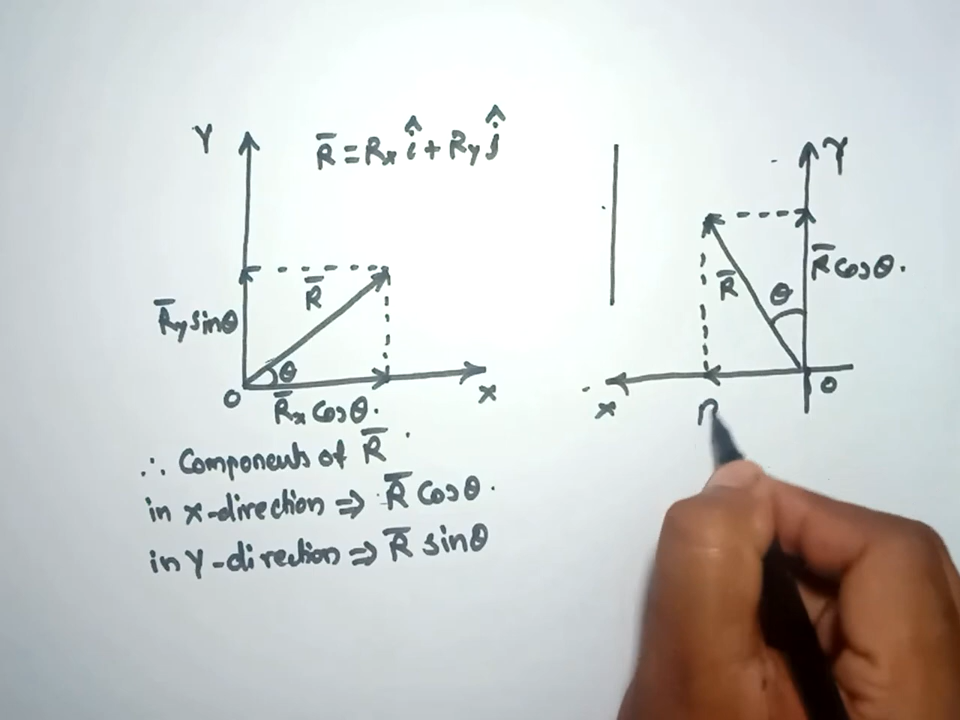 Y
R̅ = Rx î + Ry ĵ
R̅
R̅y sinθ
θ
O
x
R̅x Cosθ.
∴ Components of R̅
in x-direction ⇒ R̅ Cosθ.
in Y-direction ⇒ R̅ sinθ
Y
R̅ Cosθ.
R̅
θ
O
x